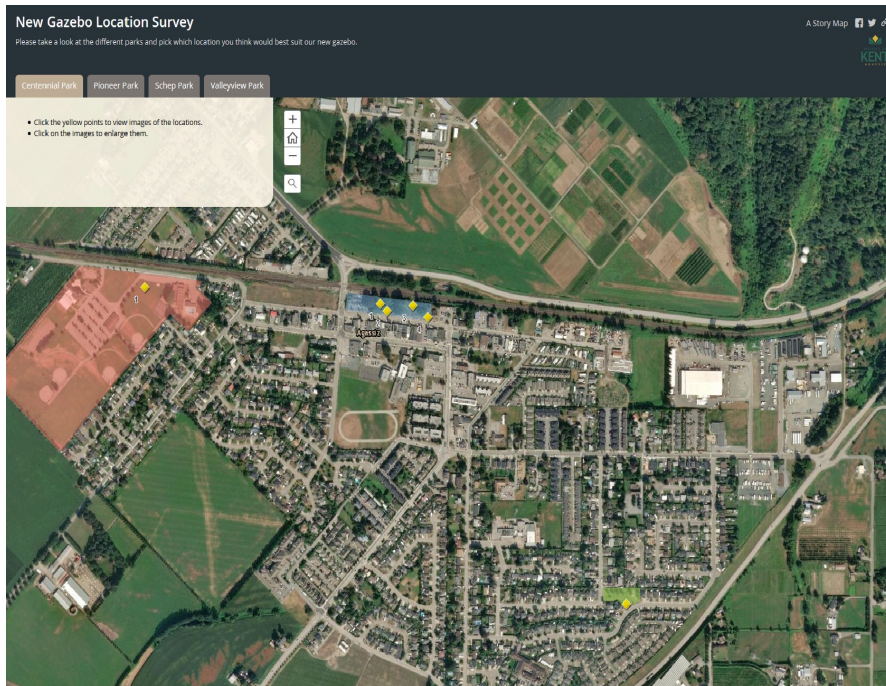 New Gazebo Location Survey
A Story Map
Please take a look at the different parks and pick which location you think would best suit our new gazebo.
KENT
Centennial Park
Pioneer Park
Schep Park
Valleyview Park
Click the yellow points to view images of the locations.
Click on the images to enlarge them.
1
3
4
Agassiz